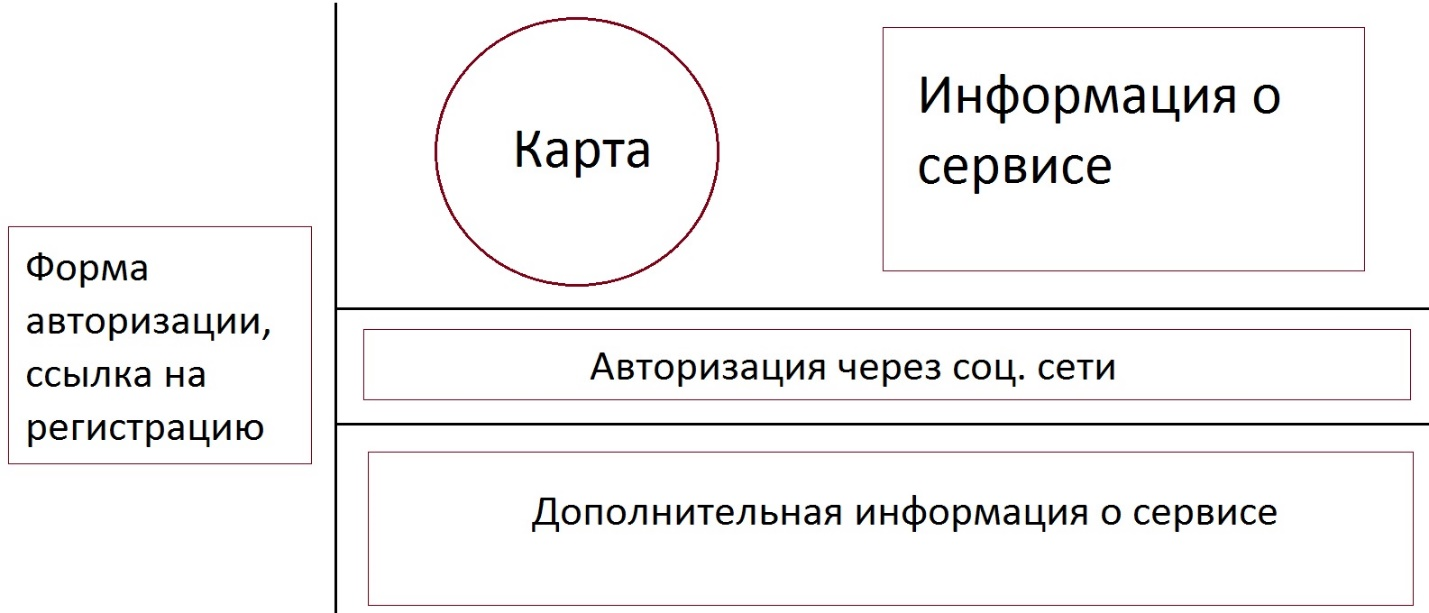 Карта
Информация о
сервисе
Форма
авторизации,
ссылка на
регистрацию
Авторизация через соц. сети
Дополнительная информация о сервисе